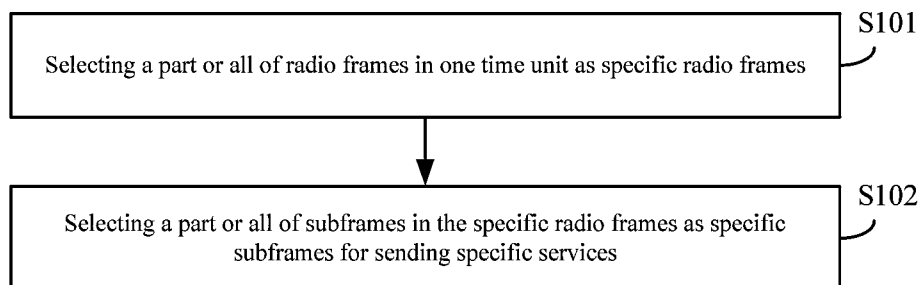 S101
Selecting a part or all of radio frames in one time unit as specific radio frames
S102
Selecting a part or all of subframes in the specific radio frames as specific
subframes for sending specific services